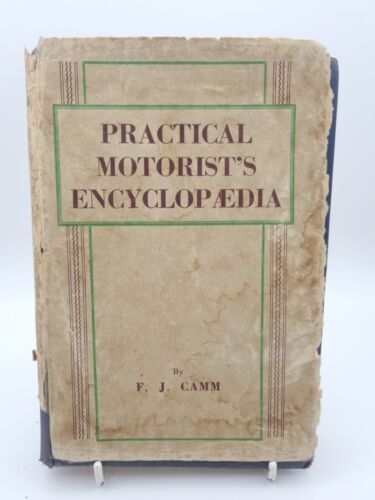 PRACTICAL
MOTORIST'S
ENCYCLOPÆDIA
By
F. J. CAMM